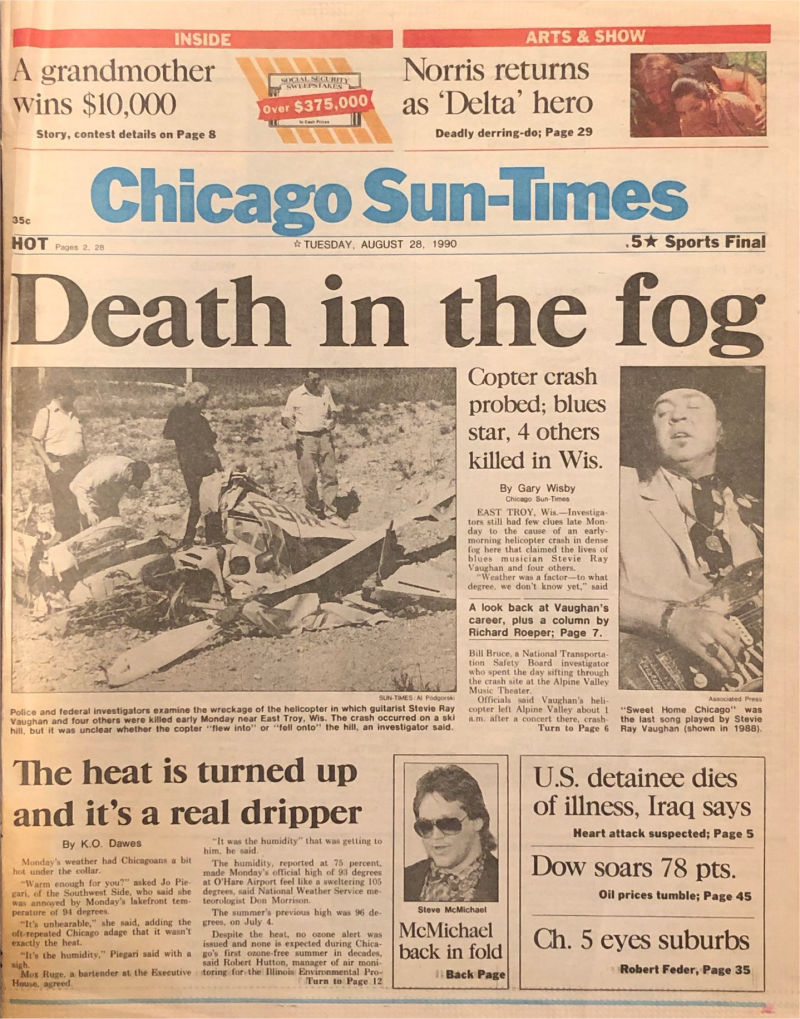 INSIDE
A grandmother
wins $10,000
Story, contest details on Page 8
SOCIAL SECURITY
SWEEPSTAKES
Over $375,000
In Cash Prizes
ARTS & SHOW
Norris returns
as ‘Delta’ hero
Deadly derring-do; Page 29
Chicago Sun-Times
35c
HOT Pages 2, 28
☆ TUESDAY, AUGUST 28, 1990
.5★ Sports Final
Death in the fog
SUN-TIMES/Al Podgorski
Police and federal investigators examine the wreckage of the helicopter in which guitarist Stevie Ray
Vaughan and four others were killed early Monday near East Troy, Wis. The crash occurred on a ski
hill, but it was unclear whether the copter “flew into” or “fell onto” the hill, an investigator said.
Copter crash
probed; blues
star, 4 others
killed in Wis.
By Gary Wisby
Chicago Sun-Times
EAST TROY, Wis.—Investiga-
tors still had few clues late Mon-
day to the cause of an early-
morning helicopter crash in dense
fog here that claimed the lives of
blues musician Stevie Ray
Vaughan and four others.
“Weather was a factor—to what
degree, we don’t know yet,” said
A look back at Vaughan’s
career, plus a column by
Richard Roeper; Page 7.
Bill Bruce, a National Transporta-
tion Safety Board investigator
who spent the day sifting through
the crash site at the Alpine Valley
Music Theater.
Officials said Vaughan’s heli-
copter left Alpine Valley about 1
a.m. after a concert there, crash-
Turn to Page 6
Associated Press
“Sweet Home Chicago” was
the last song played by Stevie
Ray Vaughan (shown in 1988).
The heat is turned up
and it’s a real dripper
By K.O. Dawes
Monday’s weather had Chicagoans a bit
hot under the collar.
“Warm enough for you?” asked Jo Pie-
gari, of the Southwest Side, who said she
was annoyed by Monday’s lakefront tem-
perature of 94 degrees.
“It’s unbearable,” she said, adding the
oft-repeated Chicago adage that it wasn’t
exactly the heat.
“It’s the humidity,” Piegari said with a
sigh.
Mox Ruge, a bartender at the Executive
House, agreed.
“It was the humidity” that was getting to
him, he said.
The humidity, reported at 75 percent,
made Monday’s official high of 93 degrees
at O’Hare Airport feel like a sweltering 105
degrees, said National Weather Service me-
teorologist Don Morrison.
The summer’s previous high was 96 de-
grees, on July 4.
Despite the heat, no ozone alert was
issued and none is expected during Chica-
go’s first ozone-free summer in decades,
said Robert Hutton, manager of air moni-
toring for the Illinois Environmental Pro-
Turn to Page 12
Steve McMichael
McMichael
back in fold
Back Page
U.S. detainee dies
of illness, Iraq says
Heart attack suspected; Page 5
Dow soars 78 pts.
Oil prices tumble; Page 45
Ch. 5 eyes suburbs
Robert Feder, Page 35